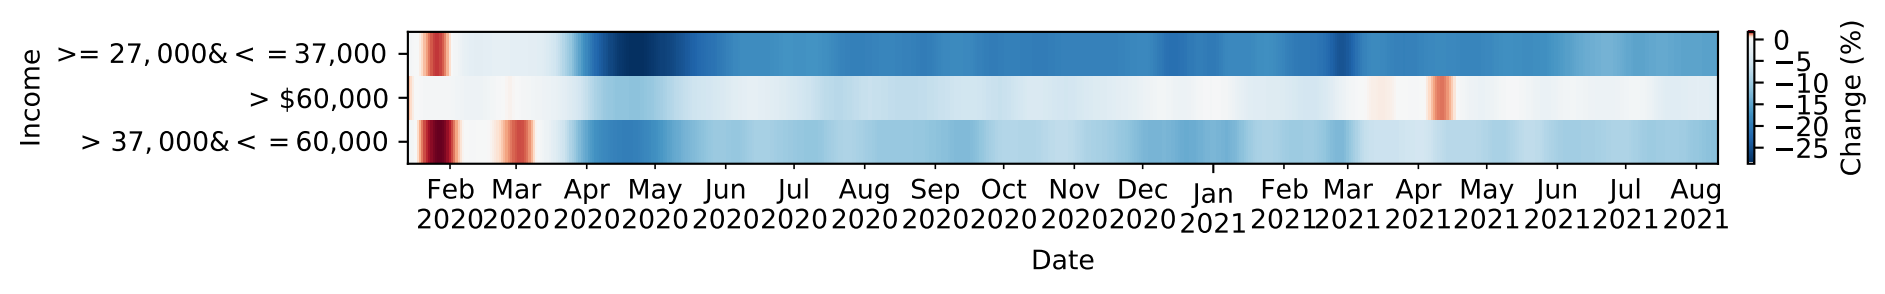 Income
>= 27,000& <= 37,000
> $60,000
> 37,000& <= 60,000
Feb Mar Apr May Jun Jul Aug Sep Oct Nov Dec Jan Feb Mar Apr May Jun Jul Aug
2020 2020 2020 2020 2020 2020 2020 2020 2020 2020 2020 2021 2021 2021 2021 2021 2021 2021 2021
Date
0
−5
−10
−15
−20
−25
Change (%)